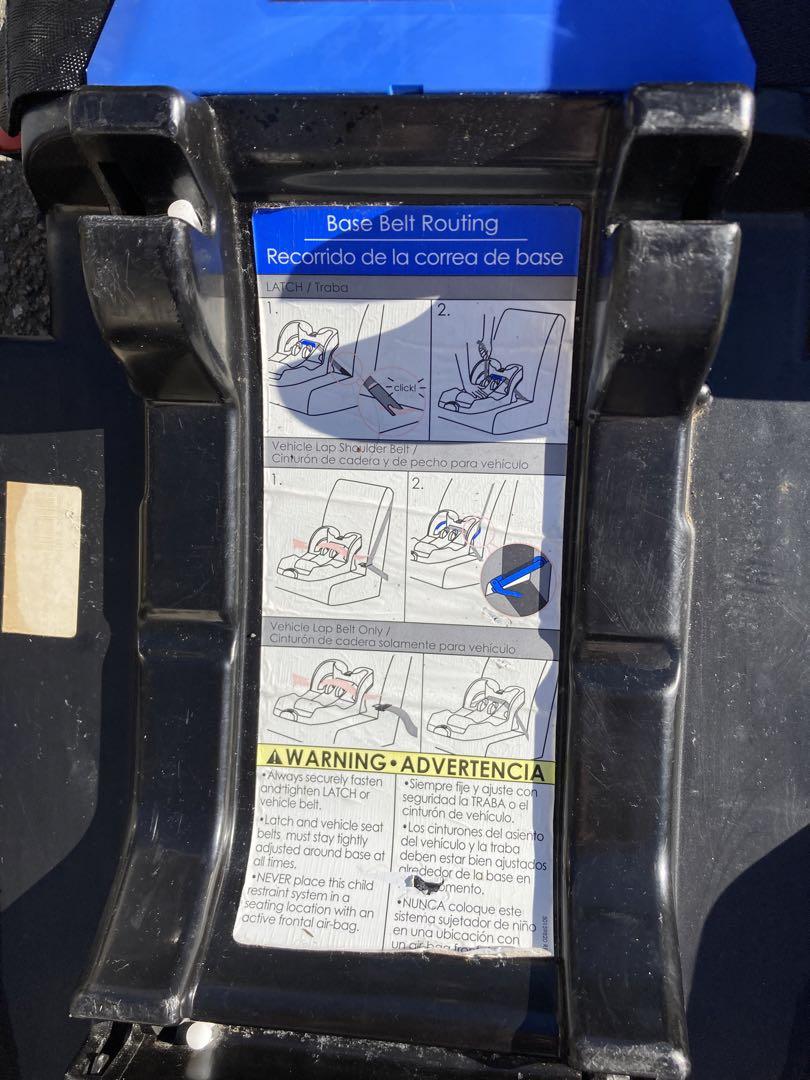 Base Belt Routing
Recorrido de la correa de base
LATCH / Traba
1.
2.
click!
Vehicle Lap Shoulder Belt /
Cinturón de cadera y de pecho para vehículo
1.
2.
Vehicle Lap Belt Only /
Cinturón de cadera solamente para vehículo
WARNING • ADVERTENCIA
•Always securely fasten
and tighten LATCH or
vehicle belt.
•Latch and vehicle seat
belts must stay tightly
adjusted around base at
all times.
•NEVER place this child
restraint system in a
seating location with an
active frontal air-bag.
•Siempre fije y ajuste con
seguridad la TRABA o el
cinturón de vehículo.
•Los cinturones del asiento
del vehículo y la traba
deben estar bien ajustados
alrededor de la base en
omento.
•NUNCA coloque este
sistema sujetador de niño
en una ubicación con
un air-bag